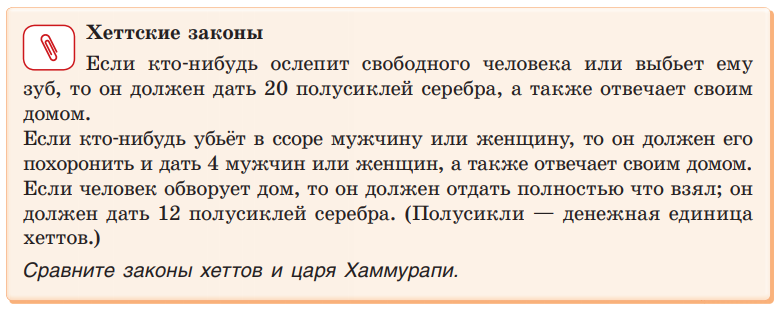 Хеттские законы
Если кто-нибудь ослепит свободного человека или выбьет ему
зуб, то он должен дать 20 полусиклей серебра, а также отвечает своим
домом.
Если кто-нибудь убьёт в ссоре мужчину или женщину, то он должен его
похоронить и дать 4 мужчин или женщин, а также отвечает своим домом.
Если человек обворует дом, то он должен отдать полностью что взял; он
должен дать 12 полусиклей серебра. (Полусикли — денежная единица
хеттов.)
Сравните законы хеттов и царя Хаммурапи.